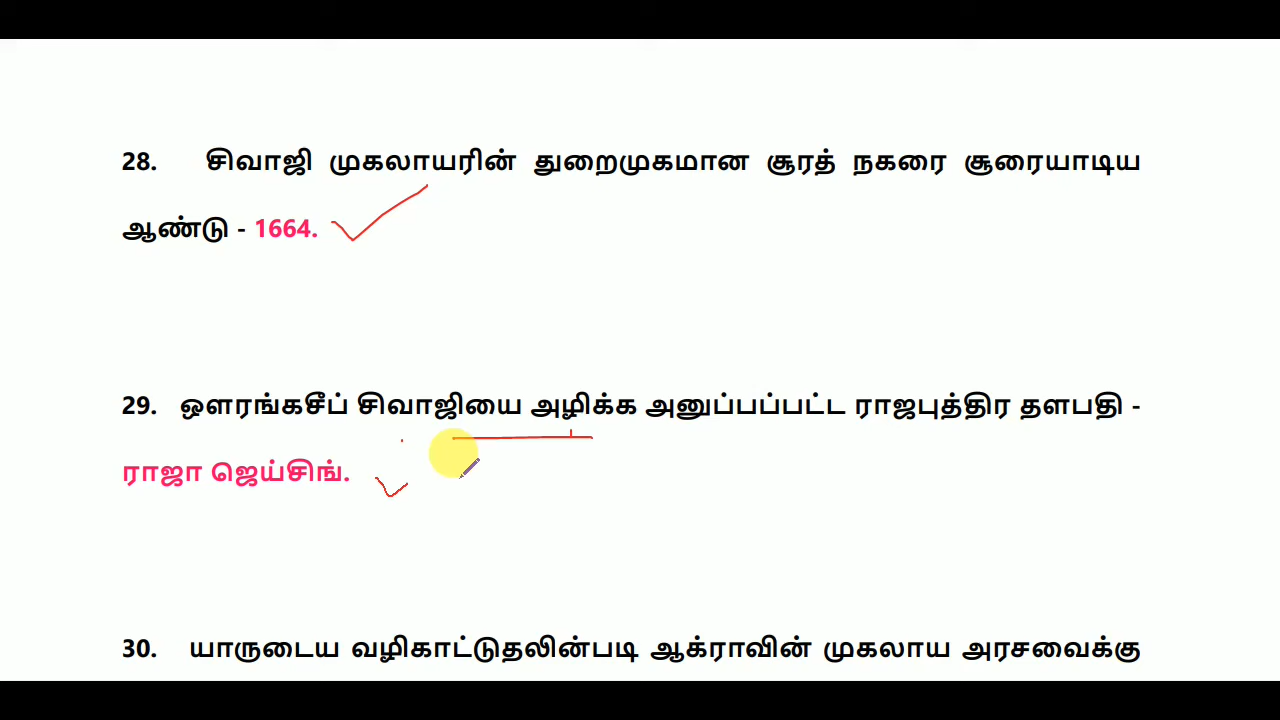 28. சிவாஜி முகலாயரின் துறைமுகமான சூரத் நகரை சூரையாடிய
ஆண்டு - 1664.
29. ஔரங்கசீப் சிவாஜியை அழிக்க அனுப்பப்பட்ட ராஜபுத்திர தளபதி -
ராஜா ஜெய்சிங்.
30. யாருடைய வழிகாட்டுதலின்படி ஆக்ராவின் முகலாய அரசவைக்கு